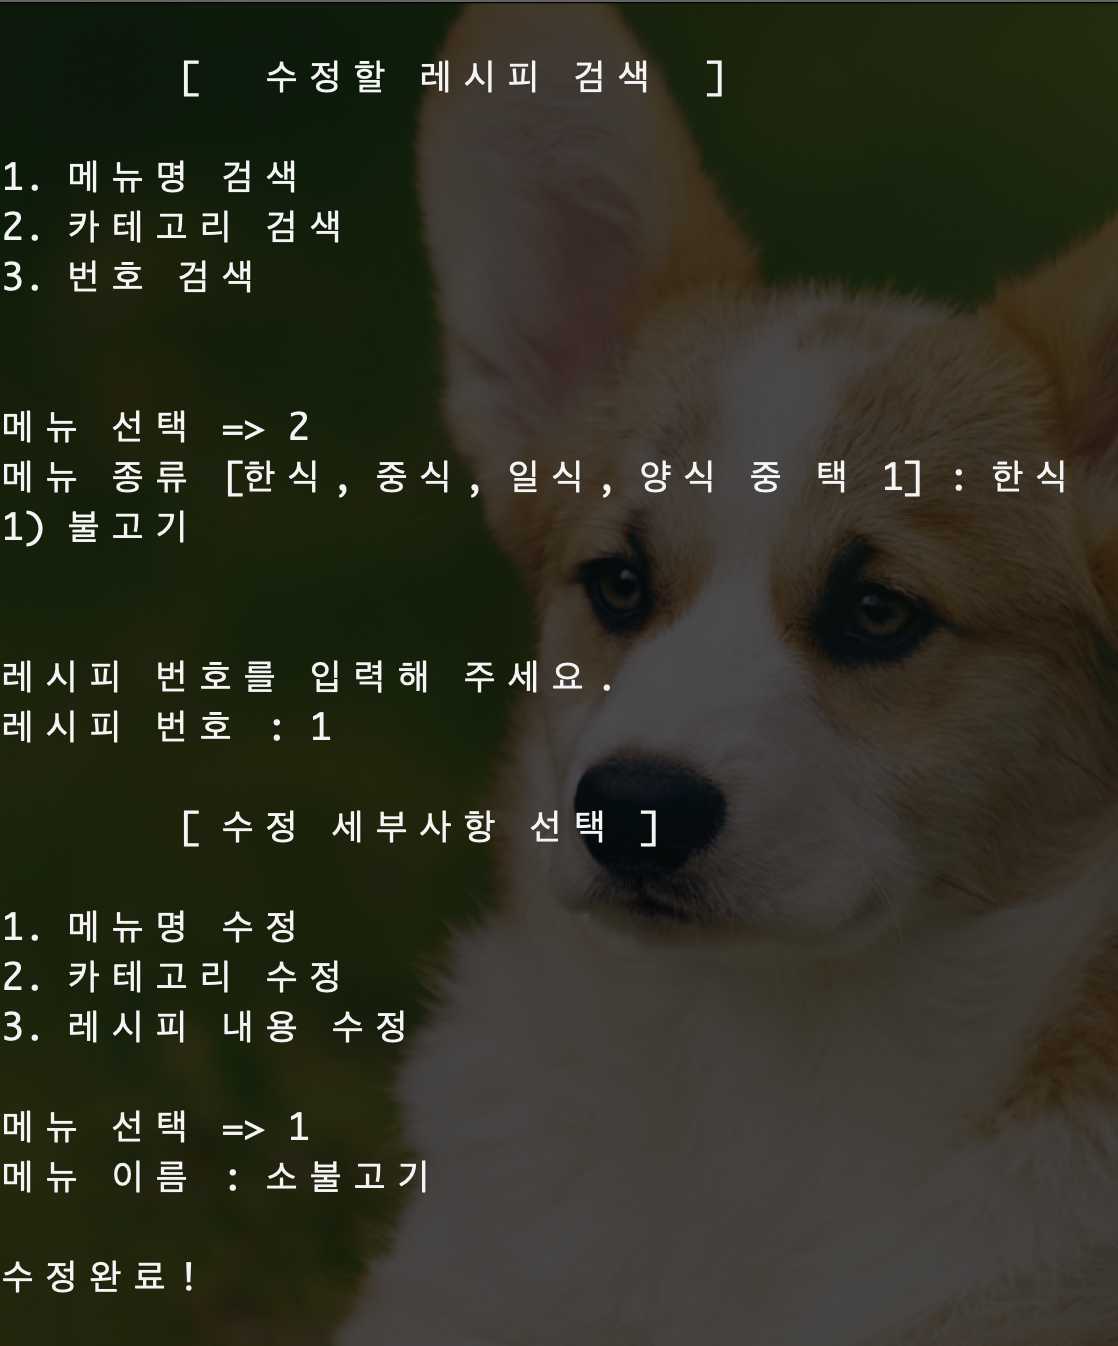 [  수정할 레시피 검색  ]
1. 메뉴명 검색
2. 카테고리 검색
3. 번호 검색
메뉴 선택 => 2
메뉴 종류 [한식, 중식, 일식, 양식 중 택 1] : 한식
1) 불고기
레시피 번호를 입력해 주세요.
레시피 번호 : 1
[ 수정 세부사항 선택 ]
1. 메뉴명 수정
2. 카테고리 수정
3. 레시피 내용 수정
메뉴 선택 => 1
메뉴 이름 : 소불고기
수정완료!